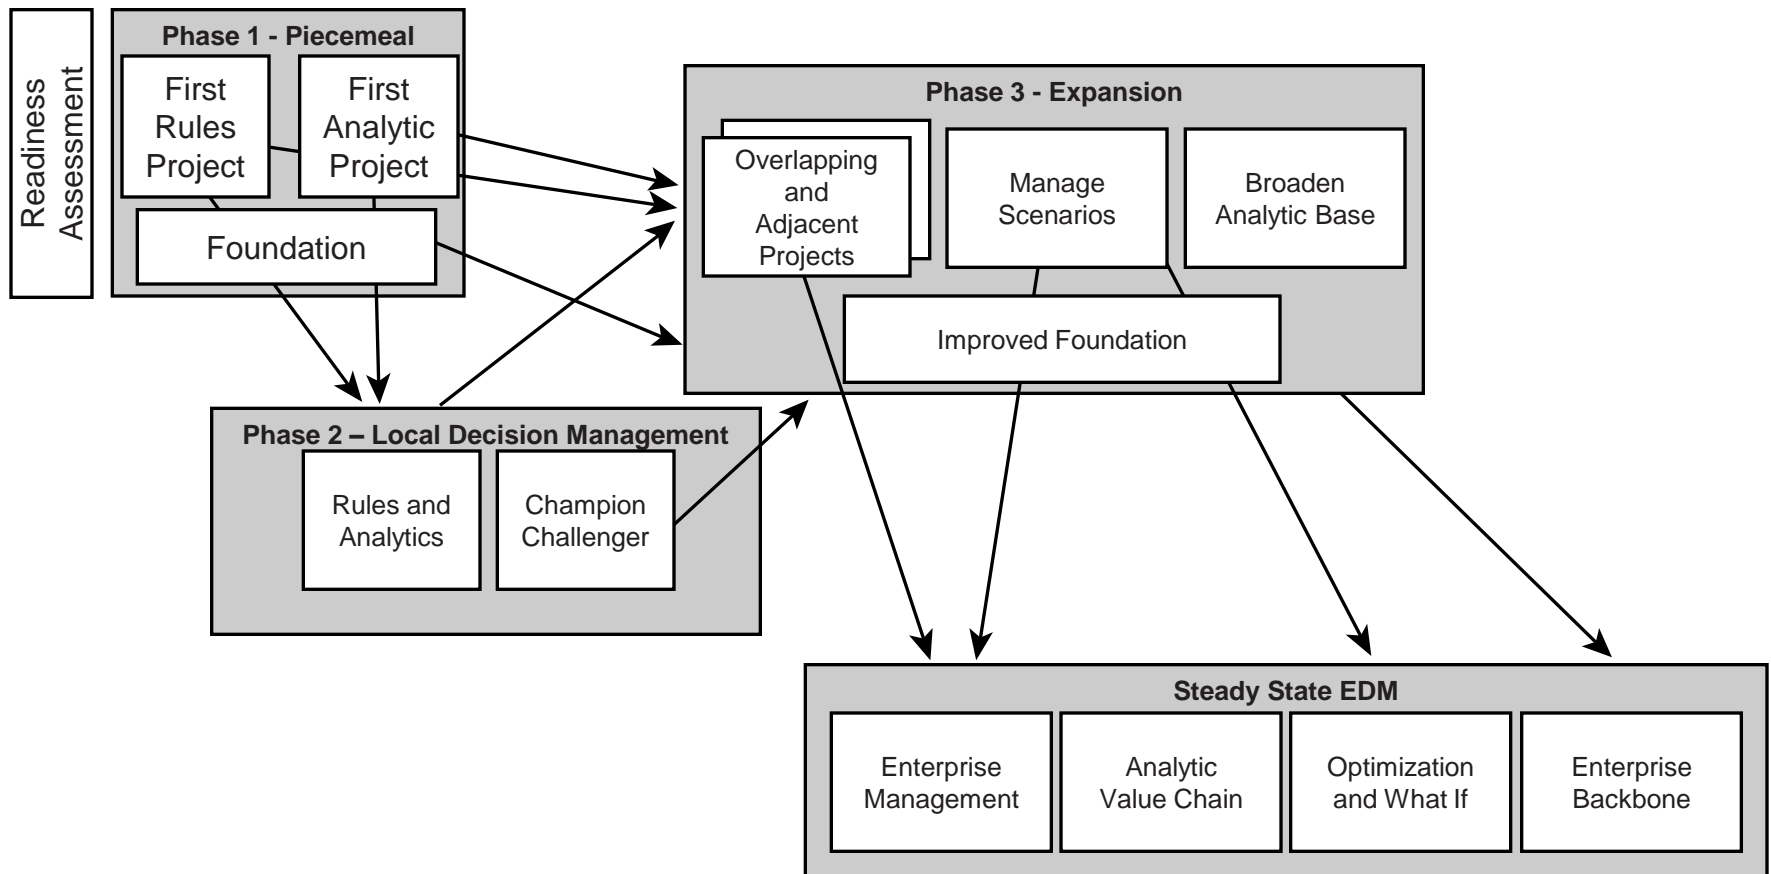 Readiness
Assessment
Phase 1 - Piecemeal
First
Rules
Project
First
Analytic
Project
Foundation
Phase 3 - Expansion
Overlapping
and
Adjacent
Projects
Manage
Scenarios
Broaden
Analytic Base
Improved Foundation
Phase 2 – Local Decision Management
Rules and
Analytics
Champion
Challenger
Steady State EDM
Enterprise
Management
Analytic
Value Chain
Optimization
and What If
Enterprise
Backbone